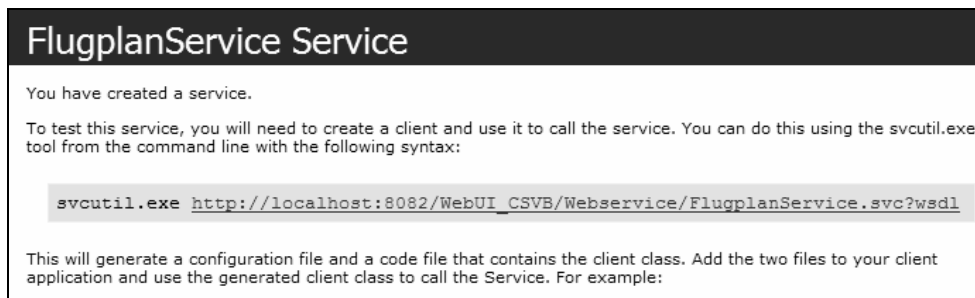 FlugplanService Service
You have created a service.
To test this service, you will need to create a client and use it to call the service. You can do this using the svcutil.exe
tool from the command line with the following syntax:
svcutil.exe http://localhost:8082/WebUI_CSVB/Webservice/FlugplanService.svc?wsdl
This will generate a configuration file and a code file that contains the client class. Add the two files to your client
application and use the generated client class to call the Service. For example: